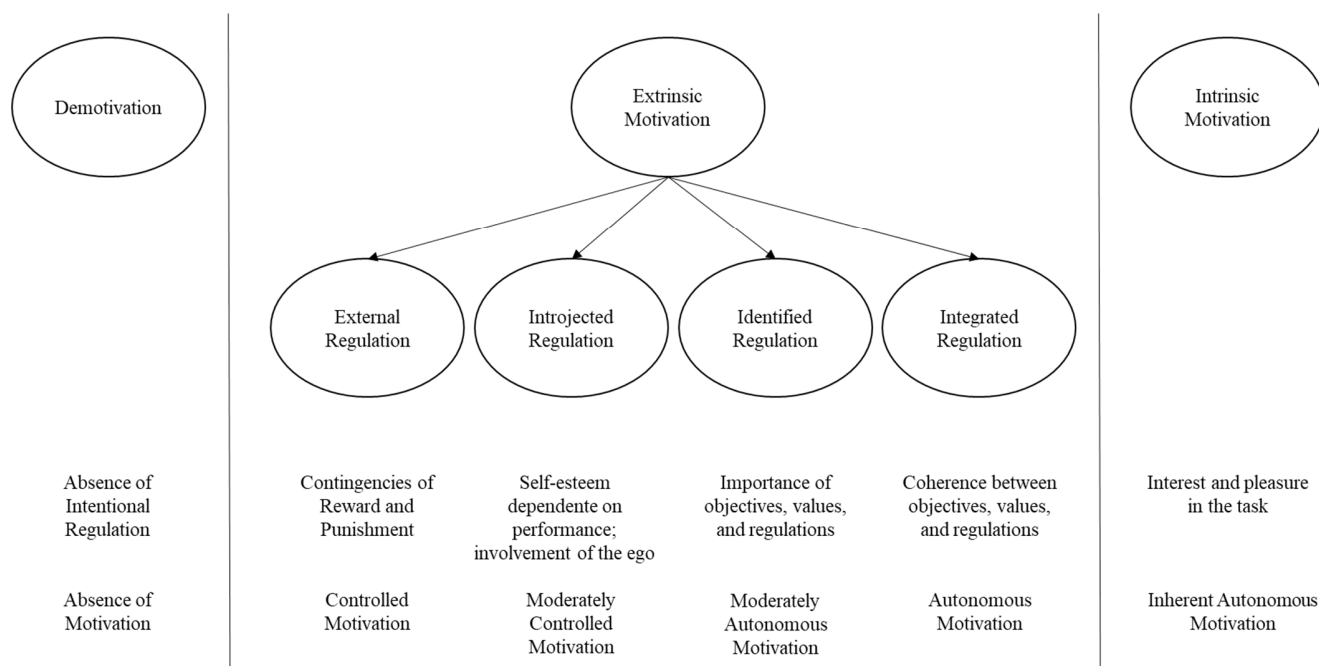 Demotivation
Extrinsic
Motivation
Intrinsic
Motivation
External
Regulation
Introjected
Regulation
Identified
Regulation
Integrated
Regulation
Absence of
Intentional
Regulation
Contingencies of
Reward and
Punishment
Self-esteem
dependente on
performance;
involvement of the ego
Importance of
objectives, values,
and regulations
Coherence between
objectives, values,
and regulations
Interest and pleasure
in the task
Absence of
Motivation
Controlled
Motivation
Moderately
Controlled
Motivation
Moderately
Autonomous
Motivation
Autonomous
Motivation
Inherent Autonomous
Motivation